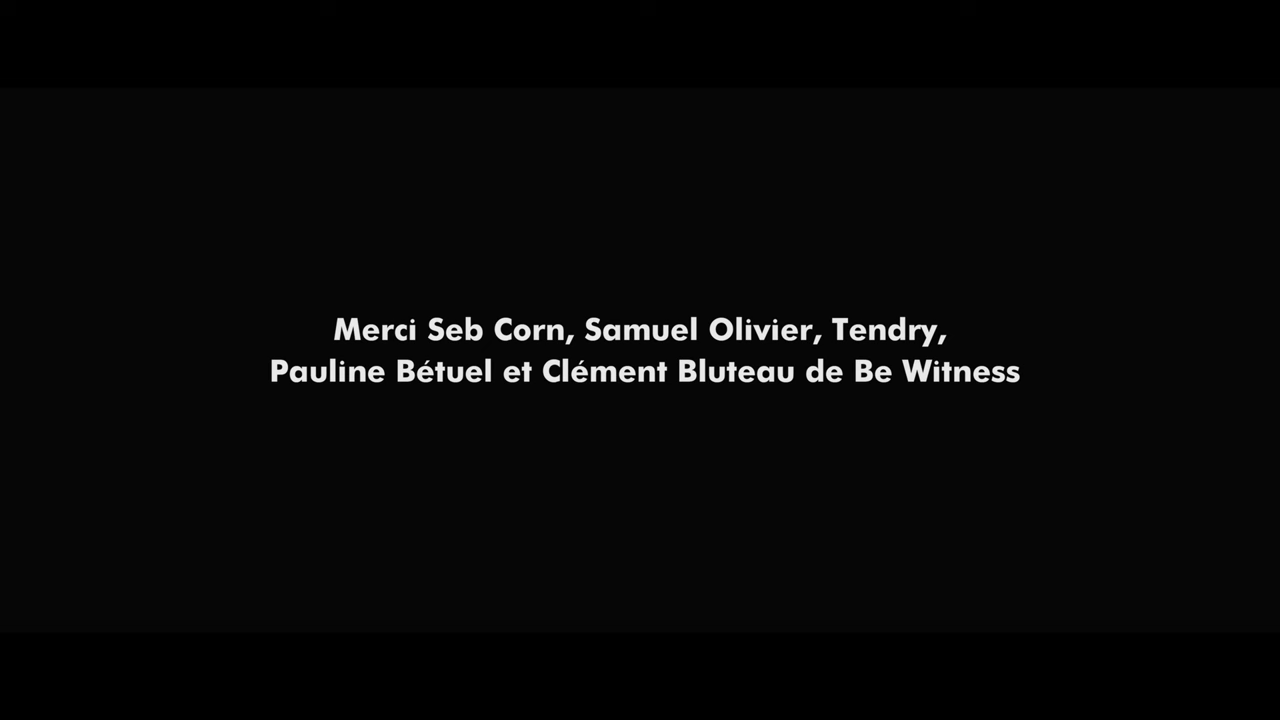 Merci Seb Corn, Samuel Olivier, Tendry,
Pauline Bétuel et Clément Bluteau de Be Witness